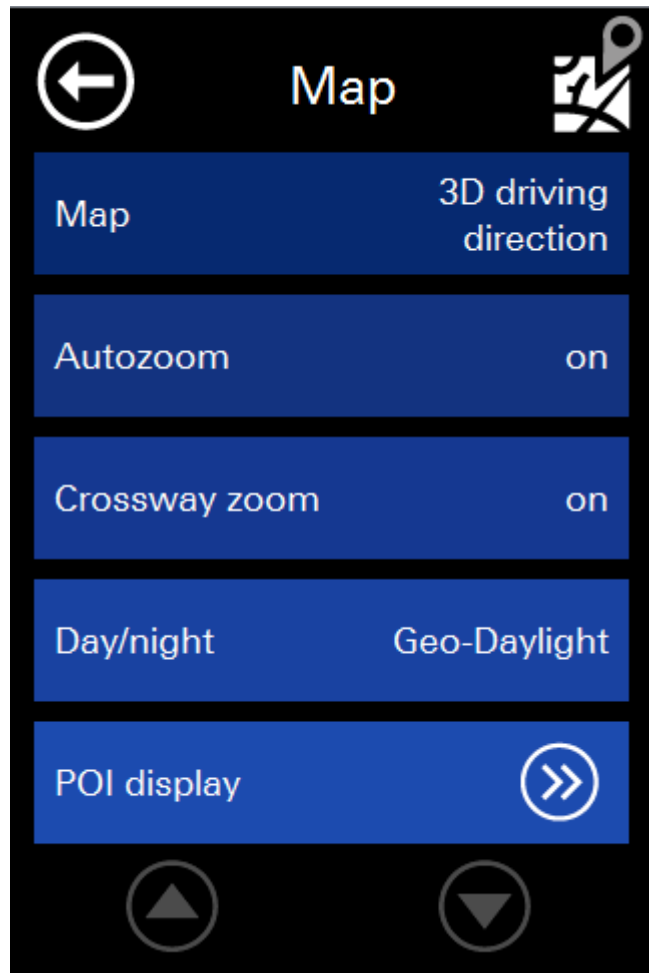 Map
Map
3D driving
direction
Autozoom on
Crossway zoom on
Day/night Geo-Daylight
POI display